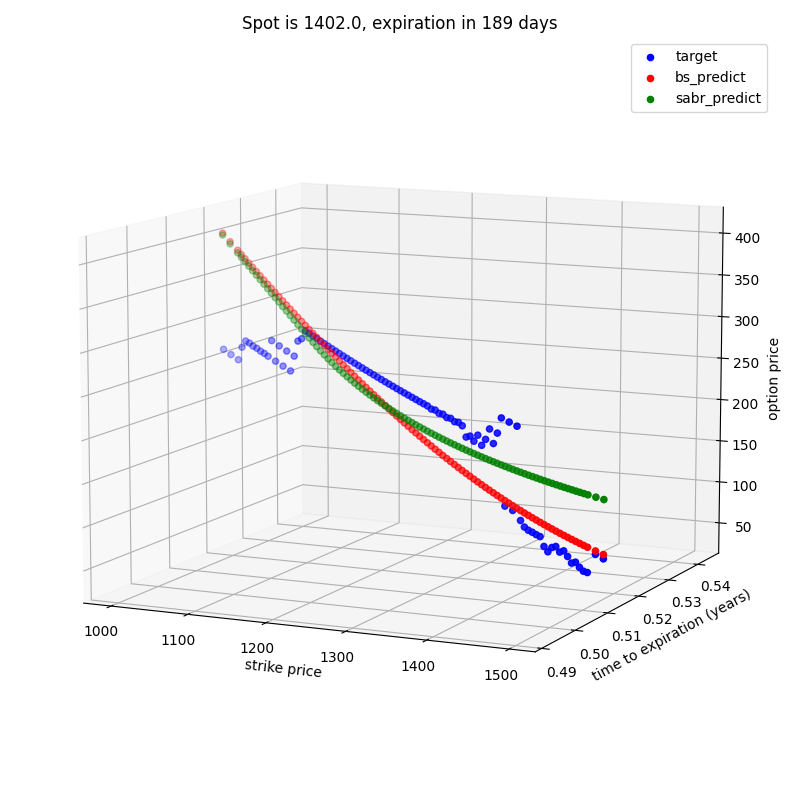 Spot is 1402.0, expiration in 189 days
target
bs_predict
sabr_predict
400
350
300
250
200
150
100
50
option price
0.54
0.53
0.52
0.51
0.50
0.49
time to expiration (years)
1000
1100
1200
1300
1400
1500
strike price